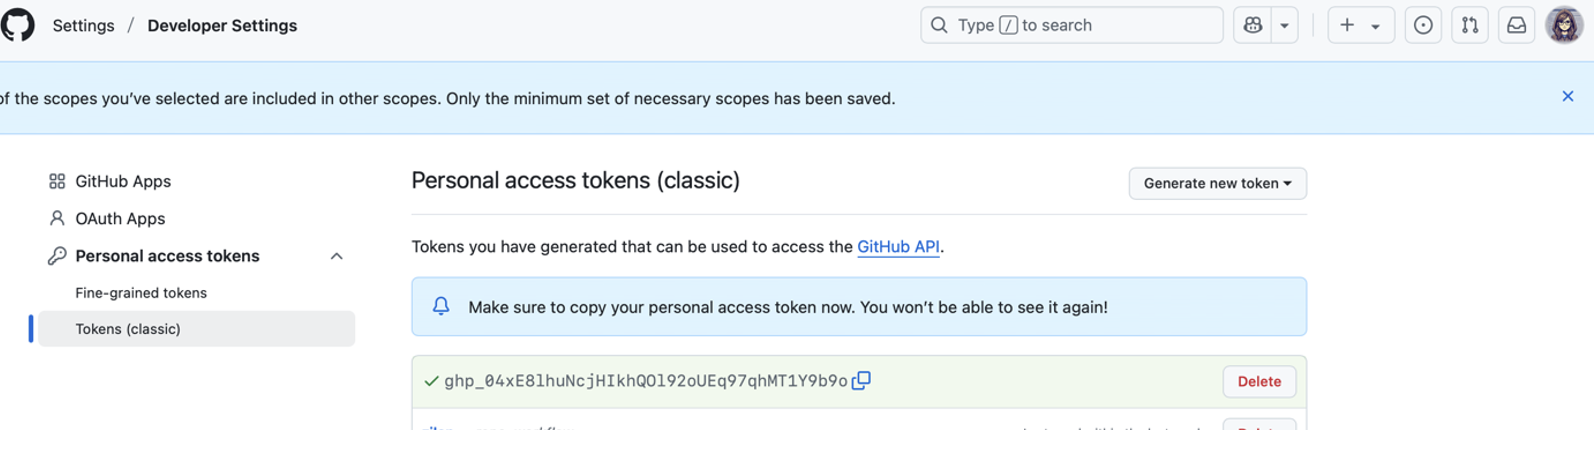 Settings / Developer Settings
Type / to search
of the scopes you've selected are included in other scopes. Only the minimum set of necessary scopes has been saved.
GitHub Apps
OAuth Apps
Personal access tokens
Fine-grained tokens
Tokens (classic)
Personal access tokens (classic)
Generate new token
Tokens you have generated that can be used to access the GitHub API.
Make sure to copy your personal access token now. You won't be able to see it again!
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
Delete